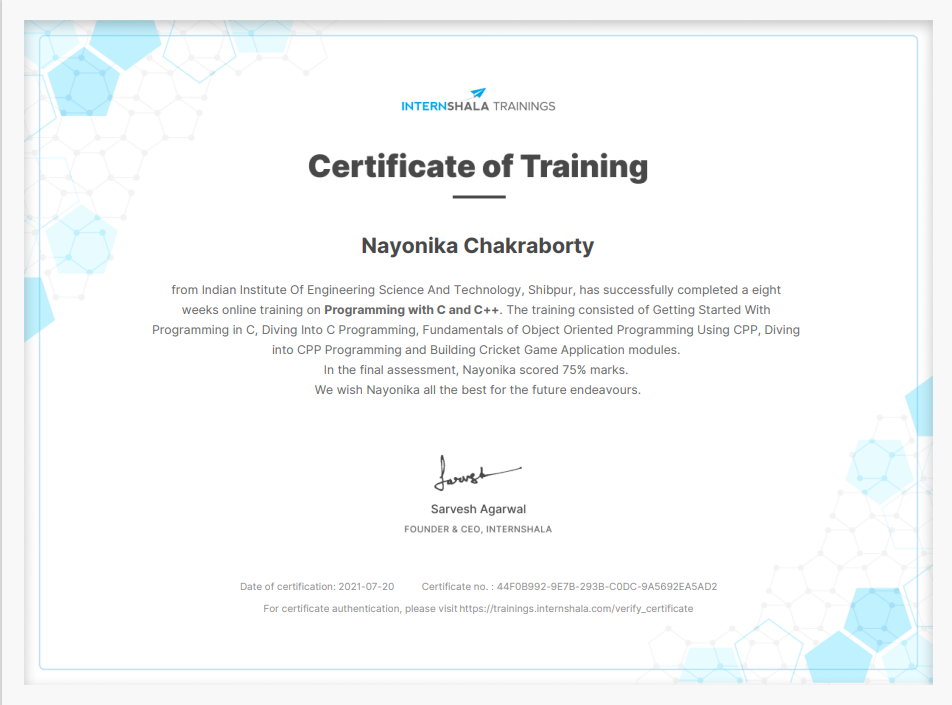 INTERNSHALA TRAININGS
Certificate of Training
Nayonika Chakraborty
from Indian Institute Of Engineering Science And Technology, Shibpur, has successfully completed a eight
weeks online training on Programming with C and C++. The training consisted of Getting Started With
Programming in C, Diving Into C Programming, Fundamentals of Object Oriented Programming Using CPP, Diving
into CPP Programming and Building Cricket Game Application modules.
In the final assessment, Nayonika scored 75% marks.
We wish Nayonika all the best for the future endeavours.
Sarvesh
Sarvesh Agarwal
FOUNDER & CEO, INTERNSHALA
Date of certification: 2021-07-20 Certificate no. : 44F0B992-9E7B-293B-C0DC-9A5692EA5AD2
For certificate authentication, please visit https://trainings.internshala.com/verify_certificate